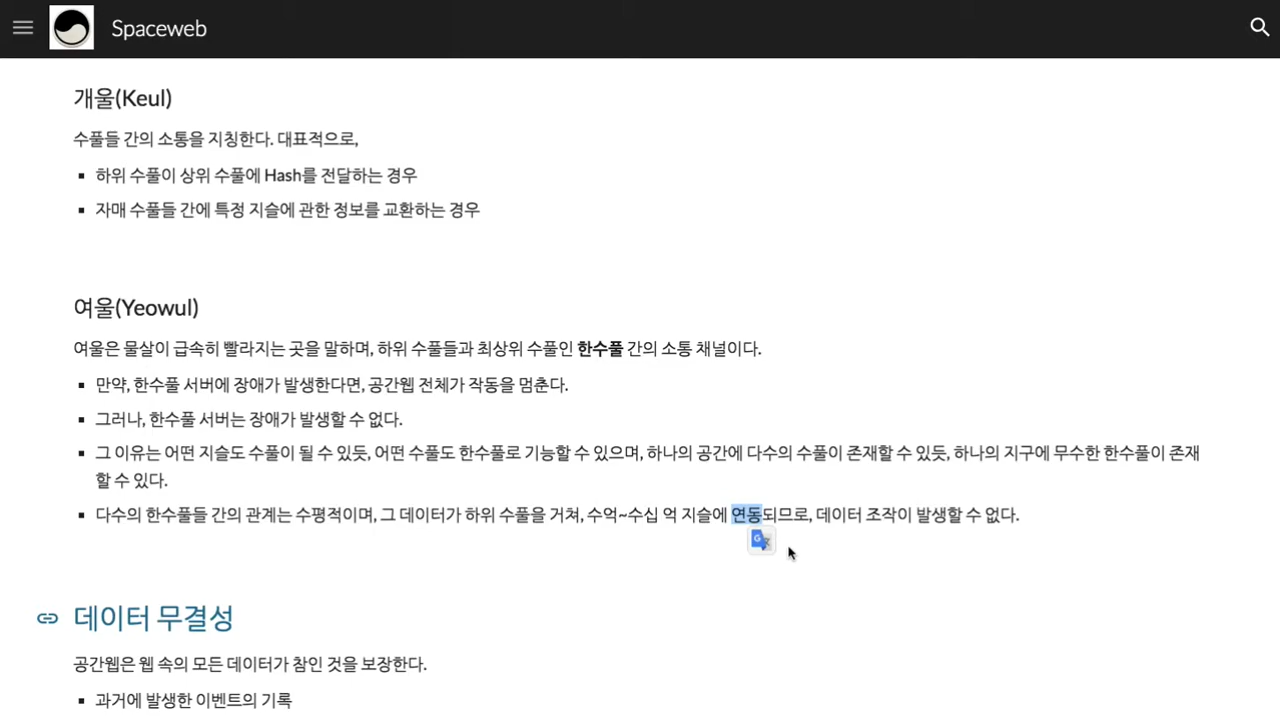 Spaceweb
개울(Keul)
수풀들 간의 소통을 지칭한다. 대표적으로,
하위 수풀이 상위 수풀에 Hash를 전달하는 경우
자매 수풀들 간에 특정 지슬에 관한 정보를 교환하는 경우
여울(Yeowul)
여울은 물살이 급속히 빨라지는 곳을 말하며, 하위 수풀들과 최상위 수풀인 한수풀 간의 소통 채널이다.
만약, 한수풀 서버에 장애가 발생한다면, 공간웹 전체가 작동을 멈춘다.
그러나, 한수풀 서버는 장애가 발생할 수 없다.
그 이유는 어떤 지슬도 수풀이 될 수 있듯, 어떤 수풀도 한수풀로 기능할 수 있으며, 하나의 공간에 다수의 수풀이 존재할 수 있듯, 하나의 지구에 무수한 한수풀이 존재
할 수 있다.
다수의 한수풀들 간의 관계는 수평적이며, 그 데이터가 하위 수풀을 거쳐, 수억~수십 억 지슬에 연동되므로, 데이터 조작이 발생할 수 없다.
데이터 무결성
공간웹은 웹 속의 모든 데이터가 참인 것을 보장한다.
과거에 발생한 이벤트의 기록